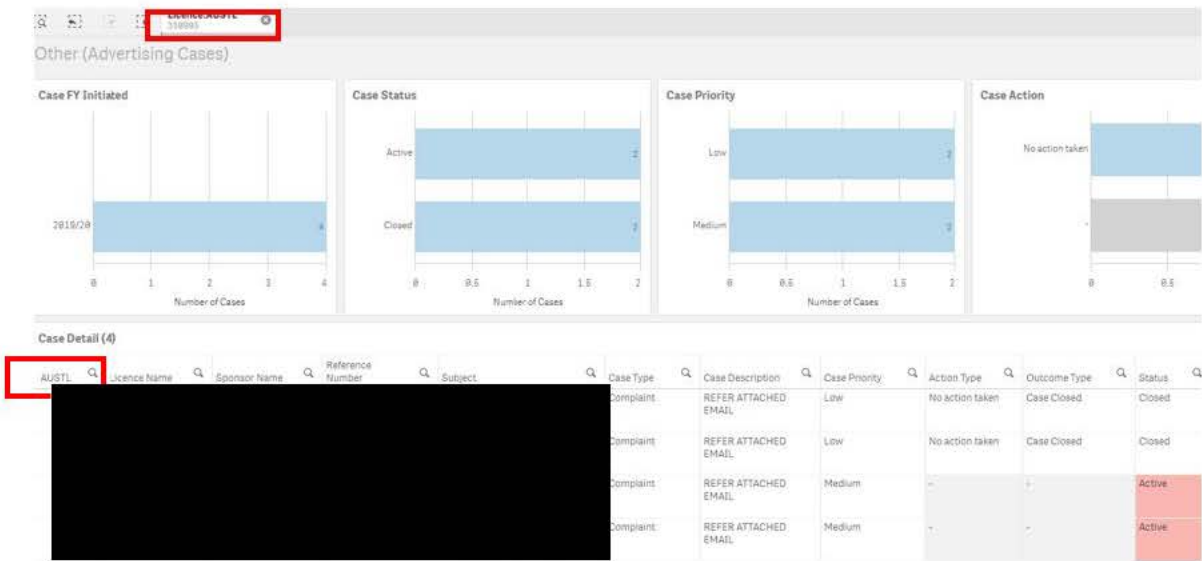 Licence.AUSTL
310985
Other (Advertising Cases)
Case FY Initiated
2019/20
4
0 1 2 3 4
Number of Cases
Case Status
Active
2
Closed
2
0 0.5 1 1.5 2
Number of Cases
Case Priority
Low
2
Medium
2
0 0.5 1 1.5 2
Number of Cases
Case Action
No action taken
-
0 0.5
Case Detail (4)
AUSTL Licence Name Sponsor Name Reference Number Subject Case Type Case Description Case Priority Action Type Outcome Type Status
Complaint REFER ATTACHED EMAIL Low No action taken Case Closed Closed
Complaint REFER ATTACHED EMAIL Low No action taken Case Closed Closed
Complaint REFER ATTACHED EMAIL Medium - - Active
Complaint REFER ATTACHED EMAIL Medium - - Active